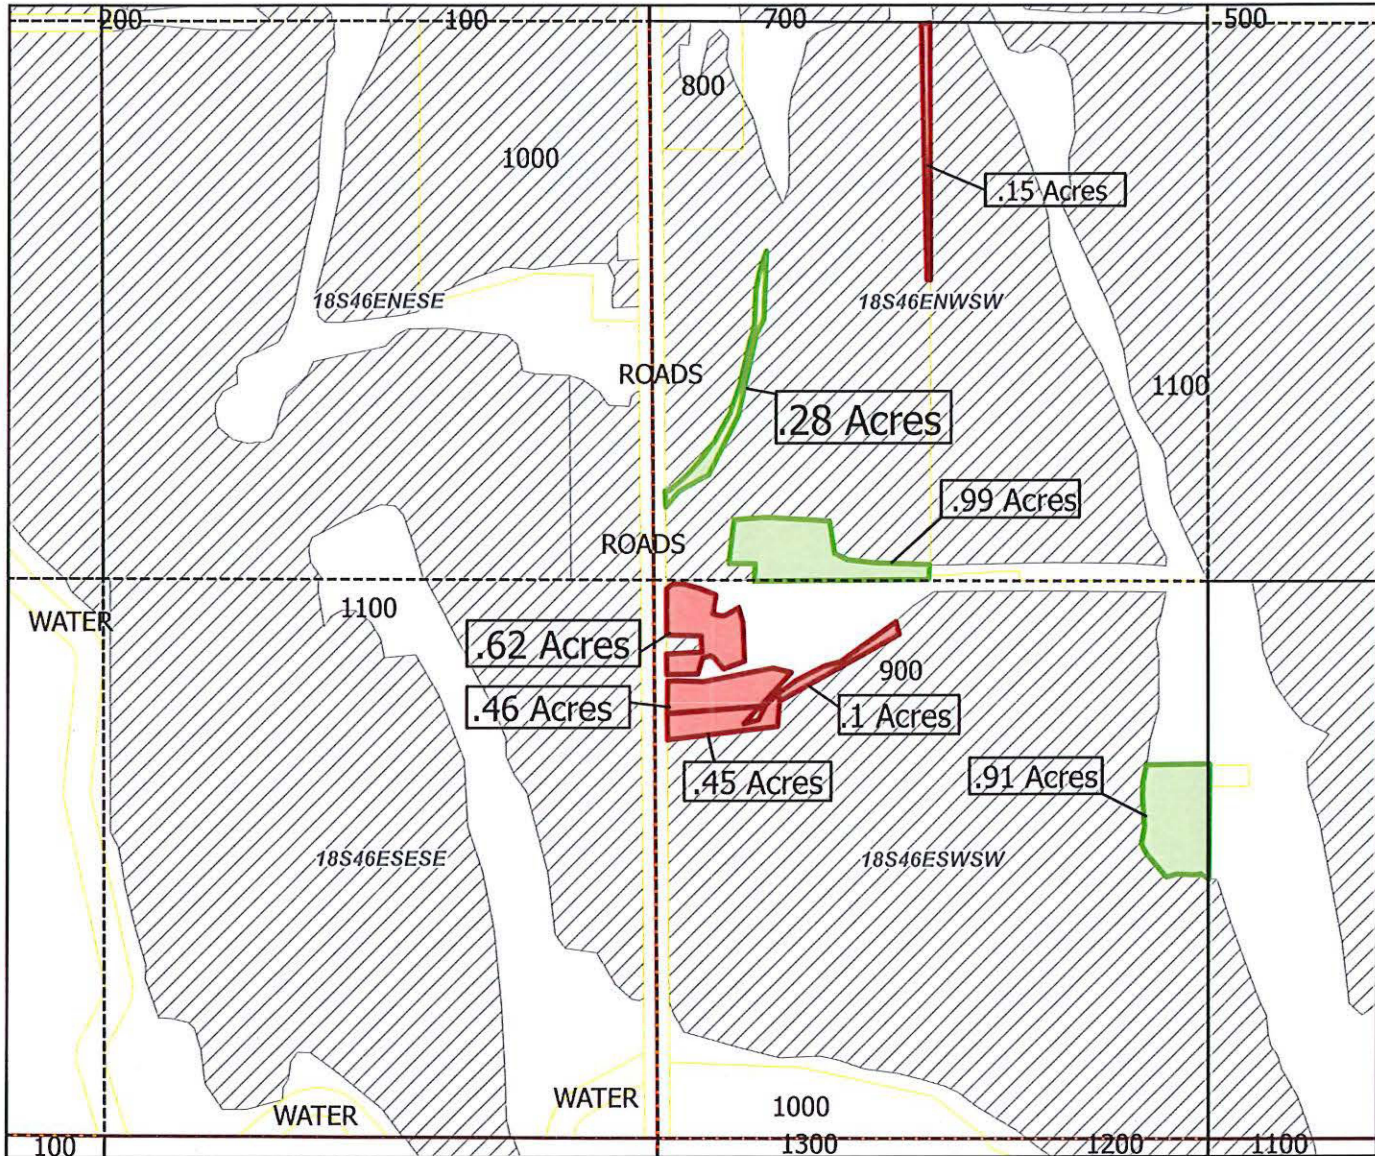 200
100
700
500
800
1000
.15 Acres
18S46ENESE
18S46ENWSW
ROADS
1100
.28 Acres
.99 Acres
ROADS
1100
WATER
.62 Acres
900
.46 Acres
.1 Acres
.45 Acres
.91 Acres
18S46ESESE
18S46ESWSW
WATER
WATER
1000
100
1300
1200
1100